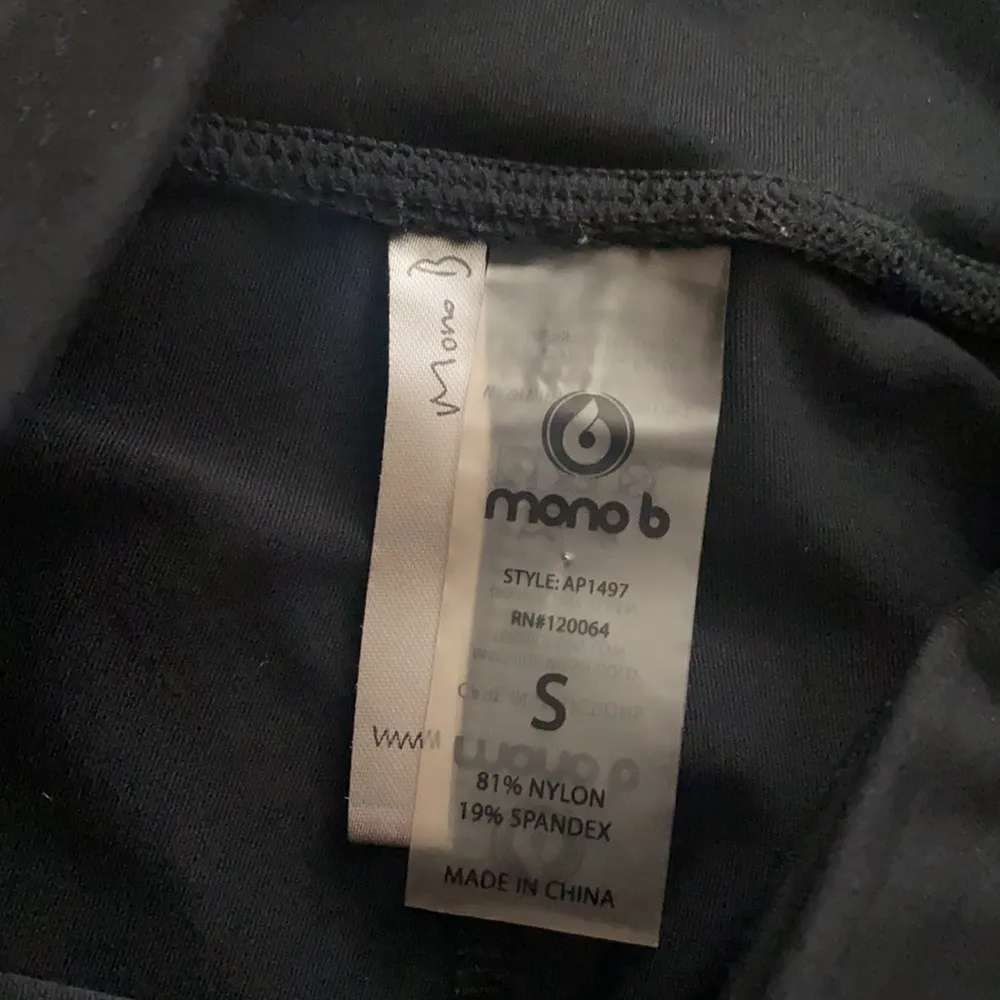 Mono B
WWW
mono b
STYLE: AP1497
RN#120064
S
81% NYLON
19% SPANDEX
MADE IN CHINA